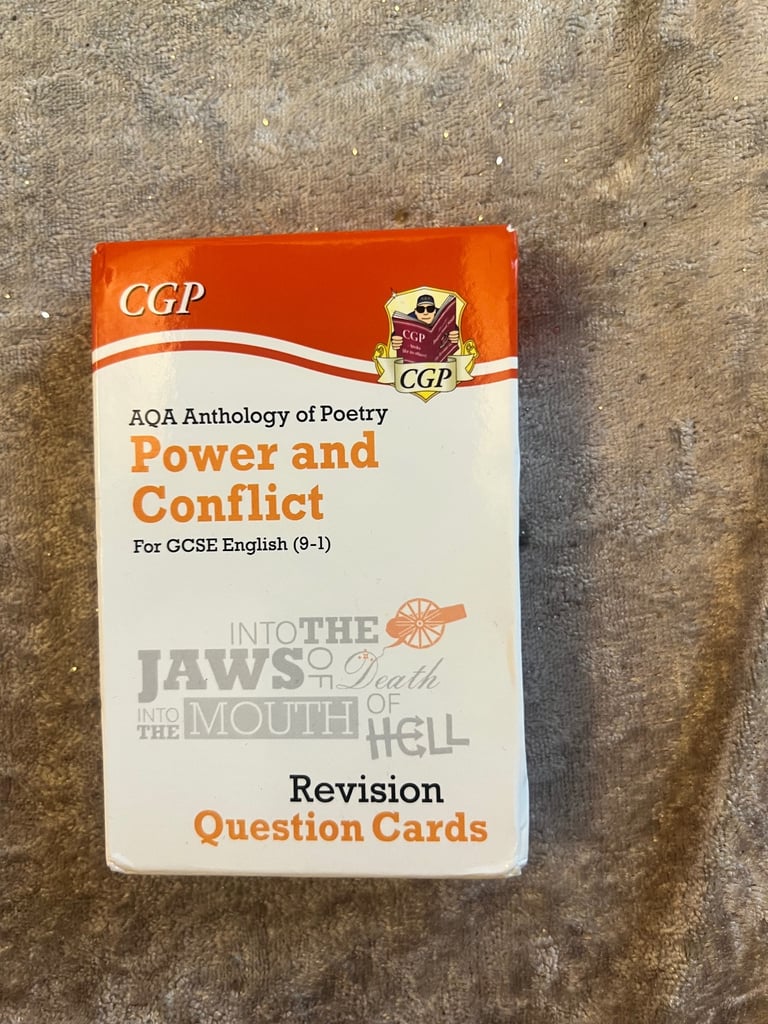 CGP
CGP
CGP
AQA Anthology of Poetry
Power and
Conflict
For GCSE English (9-1)
INTO THE
JAWS OF Death
INTO THE MOUTH OF
HELL
Revision
Question Cards